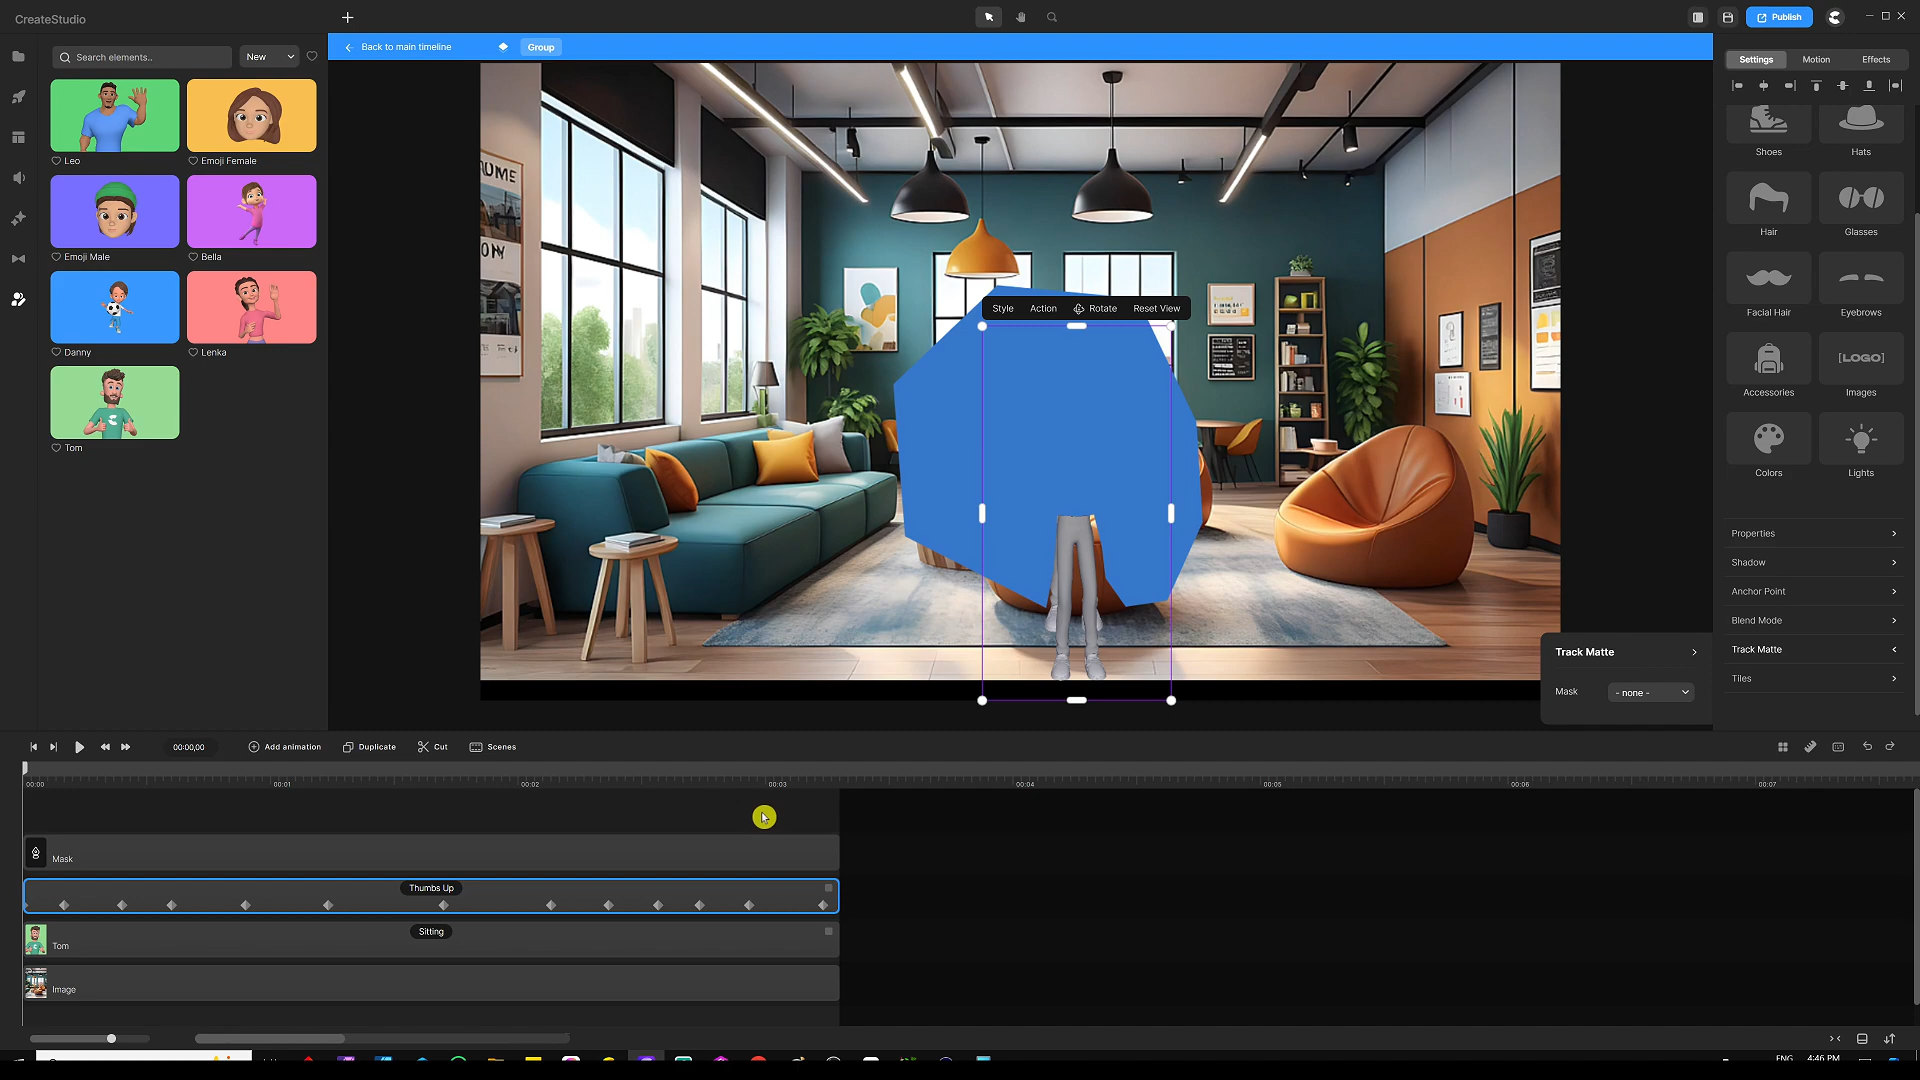 CreateStudio
Publish
Search elements..
New
Back to main timeline
Group
Settings
Motion
Effects
Leo
Emoji Female
Emoji Male
Bella
Danny
Lenka
Tom
Shoes
Hats
Hair
Glasses
Facial Hair
Eyebrows
Accessories
[LOGO]
Images
Colors
Lights
Style
Action
Rotate
Reset View
Properties
Shadow
Anchor Point
Blend Mode
Track Matte
Tiles
Track Matte
Mask
- none -
00:00,00
Add animation
Duplicate
Cut
Scenes
00:00
00:01
00:02
00:03
00:04
00:05
00:06
00:07
Mask
Thumbs Up
Tom
Sitting
Image
ENG
4:46 PM